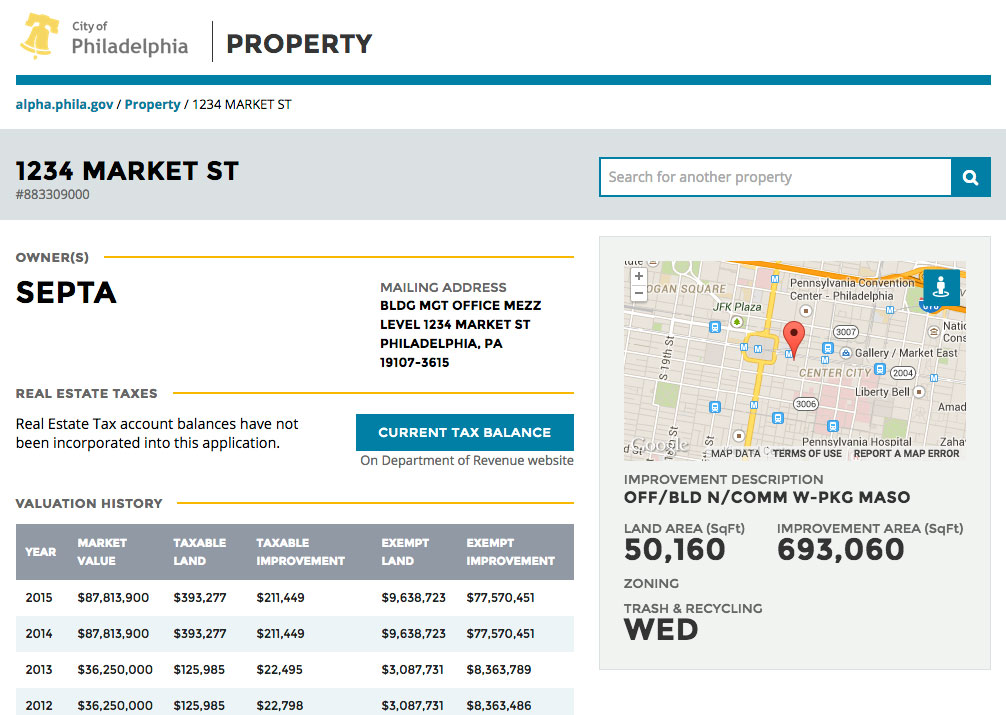 City of
Philadelphia
PROPERTY
alpha.phila.gov / Property / 1234 MARKET ST
1234 MARKET ST
#883309000
Search for another property
OWNER(S)
SEPTA
MAILING ADDRESS
BLDG MGT OFFICE MEZZ
LEVEL 1234 MARKET ST
PHILADELPHIA, PA
19107-3615
REAL ESTATE TAXES
Real Estate Tax account balances have not
been incorporated into this application.
CURRENT TAX BALANCE
On Department of Revenue website
VALUATION HISTORY
YEAR MARKET VALUE TAXABLE LAND TAXABLE IMPROVEMENT EXEMPT LAND EXEMPT IMPROVEMENT
2015 $87,813,900 $393,277 $211,449 $9,638,723 $77,570,451
2014 $87,813,900 $393,277 $211,449 $9,638,723 $77,570,451
2013 $36,250,000 $125,985 $22,495 $3,087,731 $8,363,789
2012 $36,250,000 $125,985 $22,798 $3,087,731 $8,363,486
+
−
OGAN SQUARE
Pennsylvania Convention
Center - Philadelphia
JFK Plaza
3007
Natio
Cons
Gallery / Market East
S 19th St
CENTER CITY
2004
Liberty Bell
3006
Amad
Pennsylvania Hospital
Zaha
Google
MAP DATA
TERMS OF USE
REPORT A MAP ERROR
IMPROVEMENT DESCRIPTION
OFF/BLD N/COMM W-PKG MASO
LAND AREA (SqFt)
50,160
IMPROVEMENT AREA (SqFt)
693,060
ZONING
TRASH & RECYCLING
WED